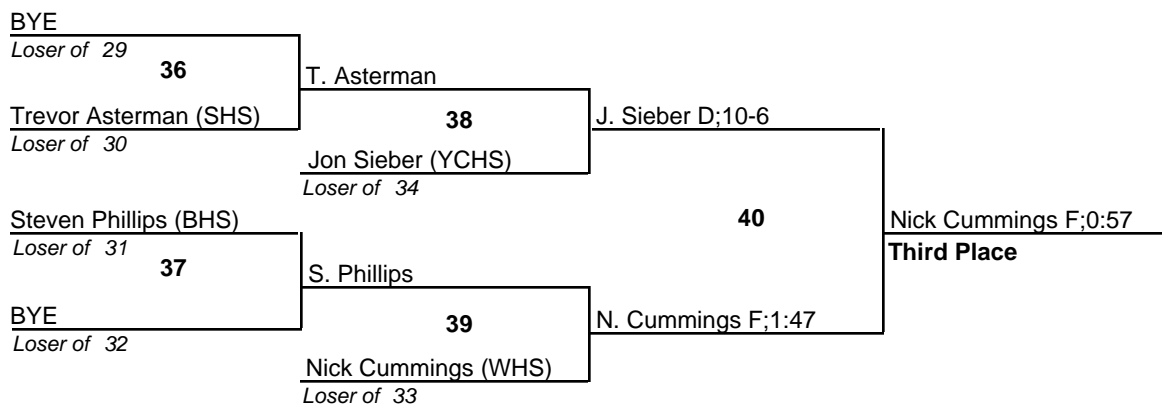 BYE
Loser of 29
36
T. Asterman
Trevor Asterman (SHS)
Loser of 30
38
J. Sieber D;10-6
Jon Sieber (YCHS)
Loser of 34
Steven Phillips (BHS)
Loser of 31
40
Nick Cummings F;0:57
Third Place
37
S. Phillips
BYE
Loser of 32
39
N. Cummings F;1:47
Nick Cummings (WHS)
Loser of 33